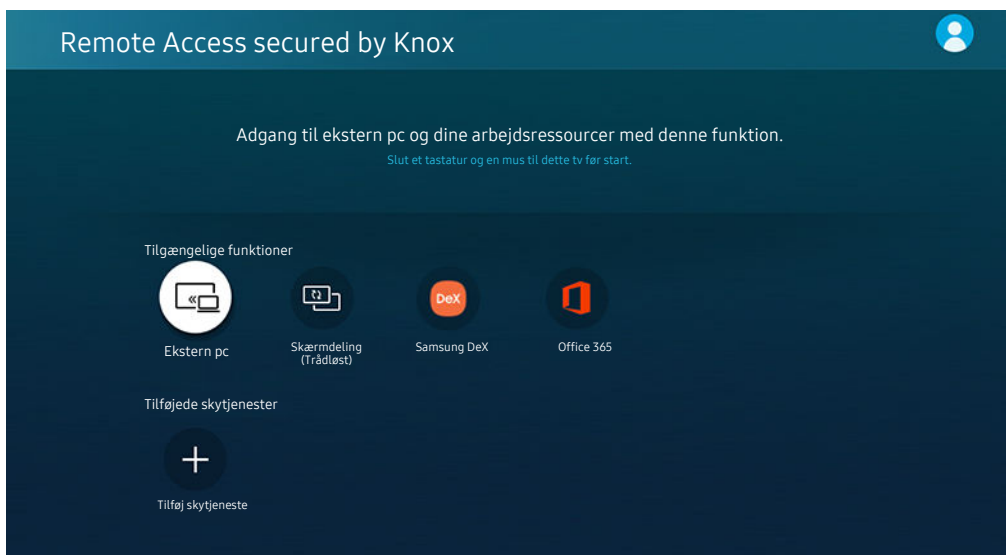 Remote Access secured by Knox
Adgang til ekstern pc og dine arbejdsressourcer med denne funktion.
Slut et tastatur og en mus til dette tv før start.
Tilgængelige funktioner
DeX
Ekstern pc
Skærmdeling
(Trådløst)
Samsung DeX
Office 365
Tilføjede skytjenester
Tilføj skytjeneste